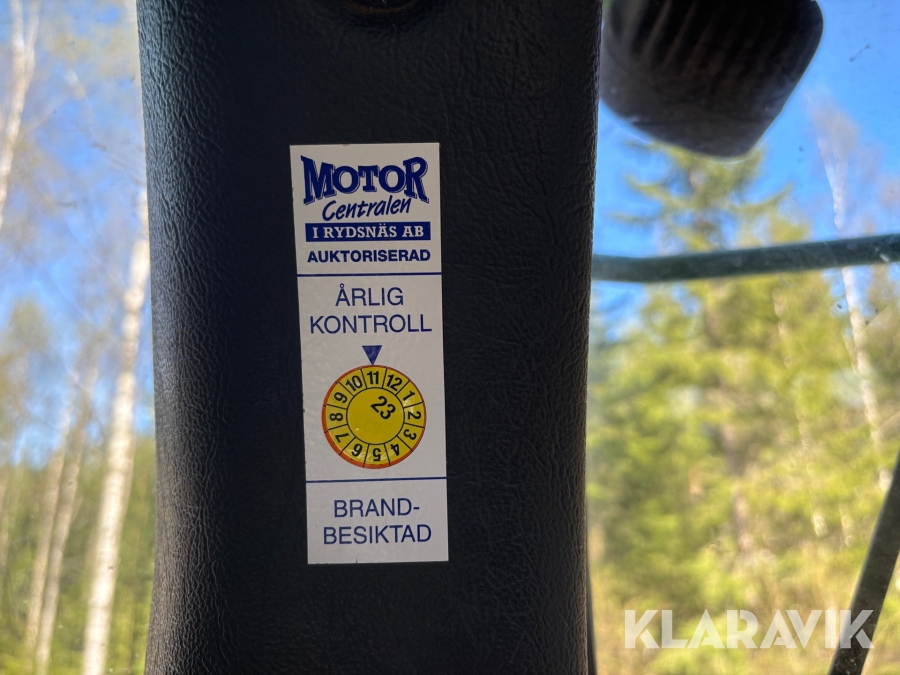 MOTOR
Centralen
I RYDSNÄS AB
AUKTORISERAD
ÅRLIG
KONTROLL
1 2 3 4 5 6 7 8 9 10 11 12
23
BRAND-
BESIKTAD
KLARAVIK